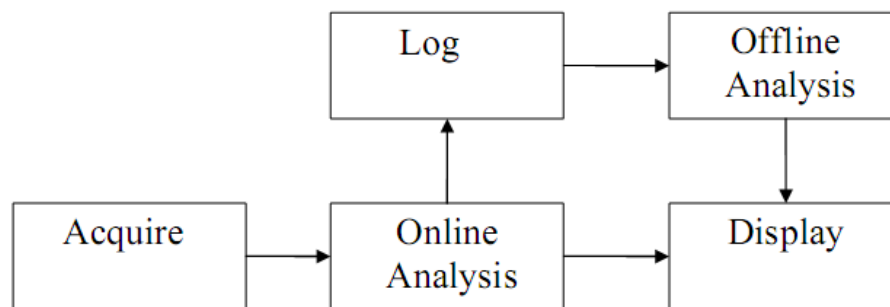 Log
Offline
Analysis
Acquire
Online
Analysis
Display